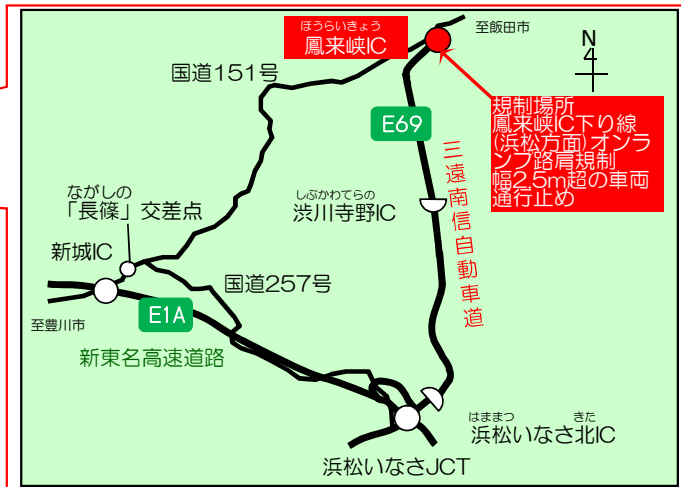 ほうらいきょう
鳳来峡IC
至飯田市
N
国道151号
規制場所
鳳来峡IC下り線
(浜松方面)オンラ
ンプ路肩規制
幅2.5m超の車両
通行止め
E69
三遠南信自動車道
しぶかわてらの
渋川寺野IC
ながしの
「長篠」交差点
新城IC
国道257号
E1A
至豊川市
新東名高速道路
はままつ きた
浜松いなさ北IC
浜松いなさJCT